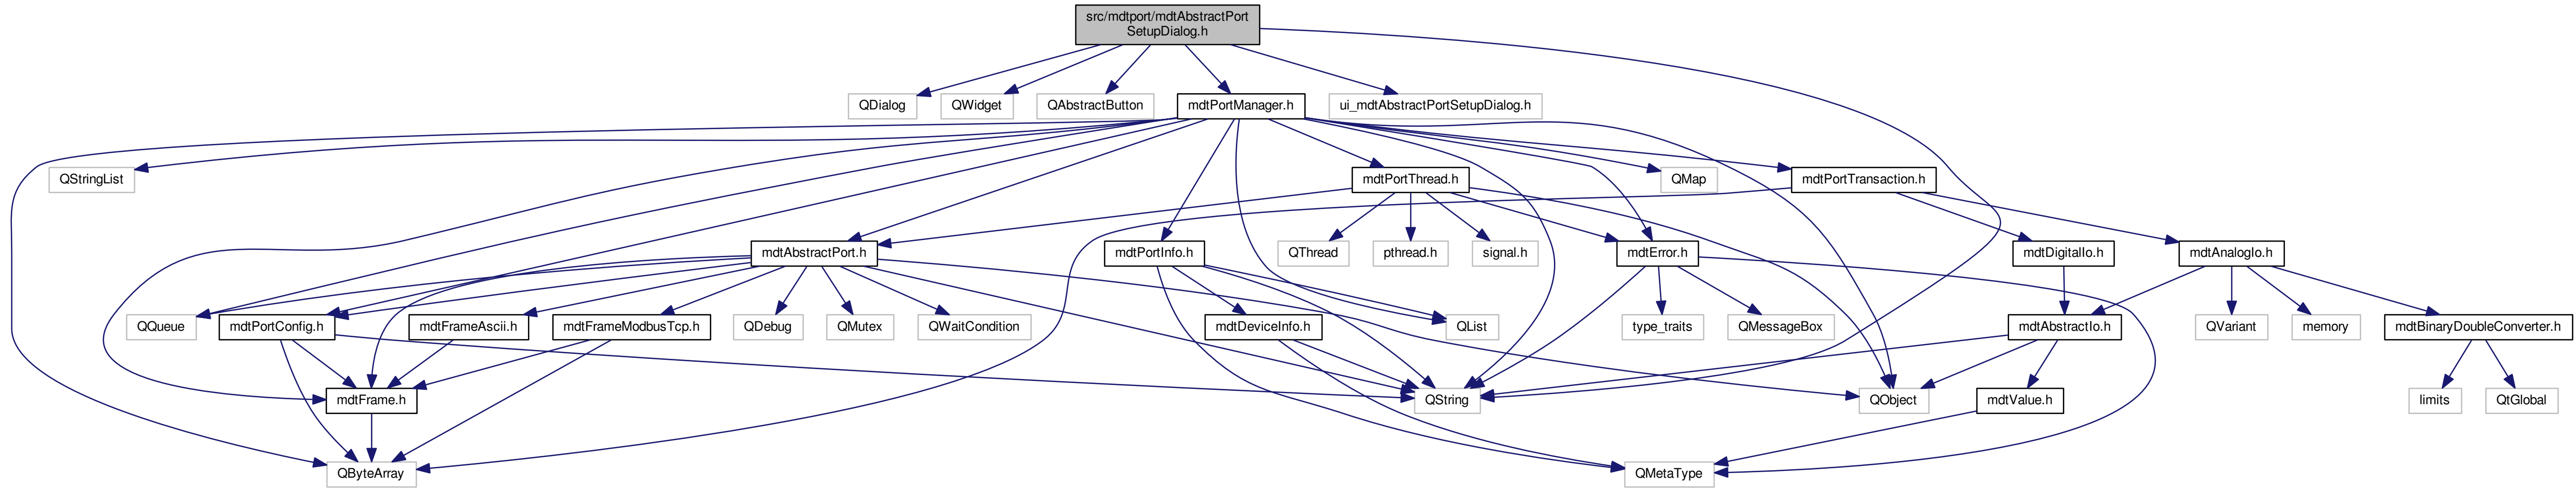 src/mdtport/mdtAbstractPort
SetupDialog.h
QDialog
QWidget
QAbstractButton
mdtPortManager.h
ui_mdtAbstractPortSetupDialog.h
QStringList
mdtPortThread.h
QMap
mdtPortTransaction.h
mdtAbstractPort.h
mdtPortInfo.h
QThread
pthread.h
signal.h
mdtError.h
mdtDigitalIo.h
mdtAnalogIo.h
QQueue
mdtPortConfig.h
mdtFrameAscii.h
mdtFrameModbusTcp.h
QDebug
QMutex
QWaitCondition
mdtDeviceInfo.h
QList
type_traits
QMessageBox
mdtAbstractIo.h
QVariant
memory
mdtBinaryDoubleConverter.h
mdtFrame.h
QString
QObject
mdtValue.h
limits
QtGlobal
QByteArray
QMetaType